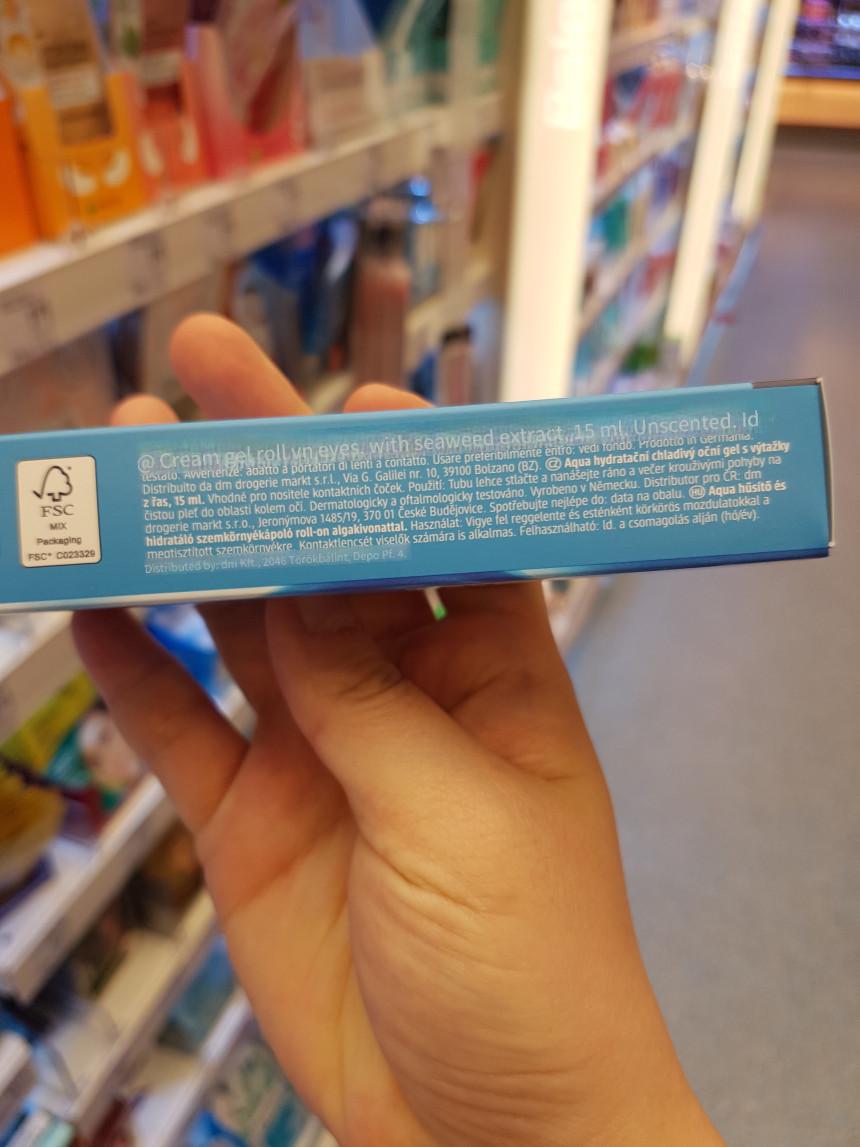 @ Cream gel roll vn eyes, with seaweed extract, 15 ml. Unscented. Id
testato. Avvertenze: adatto a portatori di lenti a contatto. Usare preferibilmente entro: vedi fondo. Prodotto in Germania.
Distribuito da dm drogerie markt s.r.l., Via G. Galilei nr. 10, 39100 Bolzano (BZ). CZ Aqua hydratační chladivý oční gel s výtažky
z řas, 15 ml. Vhodné pro nositele kontaktních čoček. Použití: Tubu lehce stlačte a nanášejte ráno a večer krouživými pohyby na
čistou pleť do oblasti kolem očí. Dermatologicky a oftalmologicky testováno. Vyrobeno v Německu. Distributor pro ČR: dm
drogerie markt s.r.o., Jeronýmova 1485/19, 370 01 České Budějovice. Spotřebujte nejlépe do: data na obalu. HU Aqua hűsítő és
hidratáló szemkörnyékápoló roll-on algakivonattal. Használat: Vigye fel reggelente és esténként körkörös mozdulatokkal a
megtisztított szemkörnyékre. Kontaktlencsét viselők számára is alkalmas. Felhasználható: ld. a csomagolás alján (hó/év).
Distributed by: dm Kft., 2046 Törökbálint, Depo Pf. 4.
FSC
MIX
Packaging
FSC® C023329